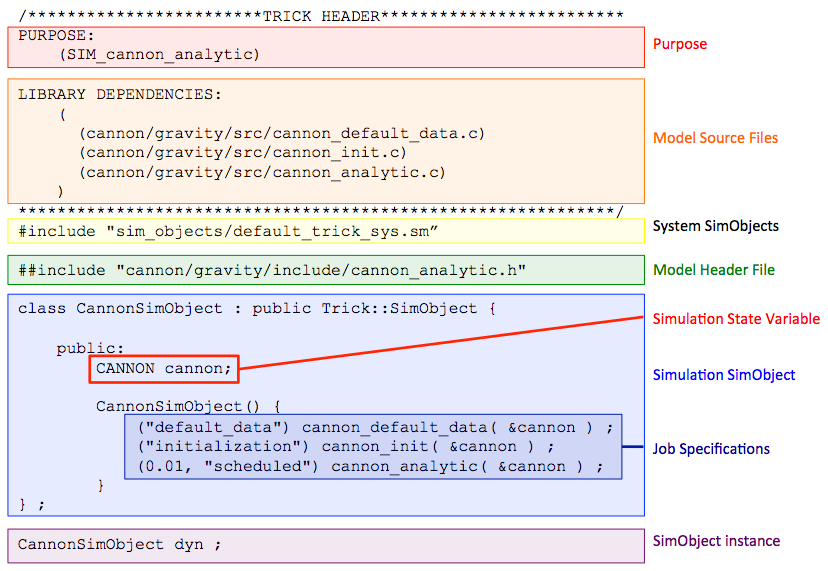 /************************TRICK HEADER*************************
PURPOSE:
(SIM_cannon_analytic)
Purpose
LIBRARY DEPENDENCIES:
(
(cannon/gravity/src/cannon_default_data.c)
(cannon/gravity/src/cannon_init.c)
(cannon/gravity/src/cannon_analytic.c)
)
Model Source Files
*************************************************************/
#include "sim_objects/default_trick_sys.sm”
System SimObjects
##include "cannon/gravity/include/cannon_analytic.h"
Model Header File
class CannonSimObject : public Trick::SimObject {
public:
CANNON cannon;
Simulation State Variable
Simulation SimObject
CannonSimObject() {
("default_data") cannon_default_data( &cannon ) ;
("initialization") cannon_init( &cannon ) ;
(0.01, "scheduled") cannon_analytic( &cannon ) ;
Job Specifications
}
} ;
CannonSimObject dyn ;
SimObject instance